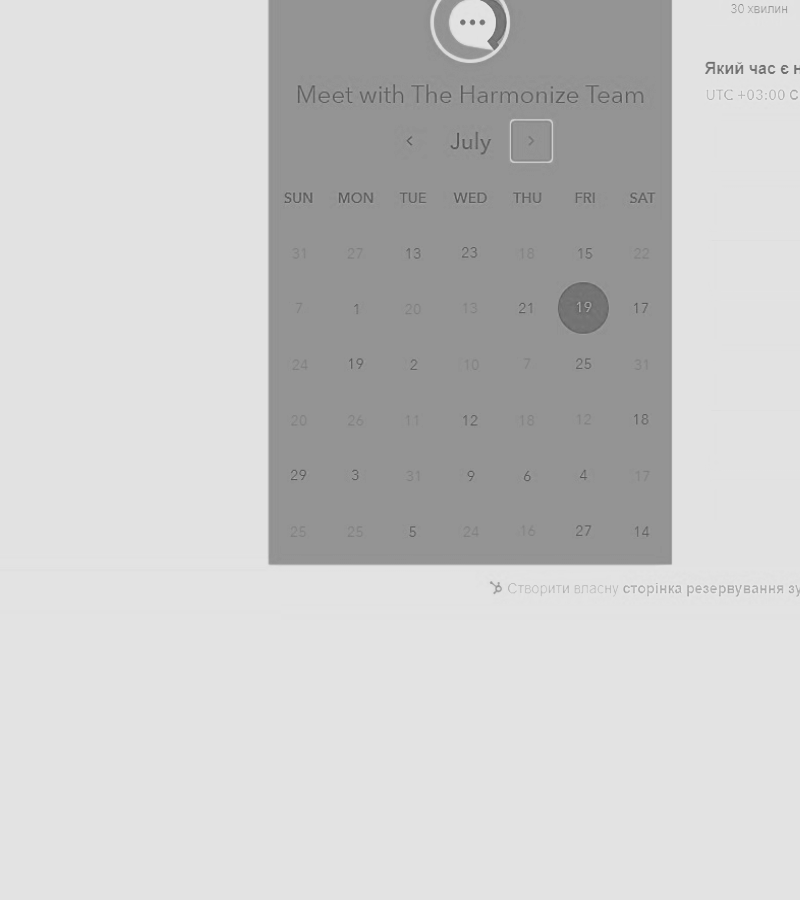 30 хвилин
Який час є
UTC +03:00
Meet with The Harmonize Team
July
SUN MON TUE WED THU FRI SAT
31 27 13 23 18 15 22
7 1 20 13 21 19 17
24 19 2 10 7 25 31
20 26 11 12 18 12 18
29 3 31 9 6 4 17
25 25 5 24 16 27 14
Створити власну сторінка резервування